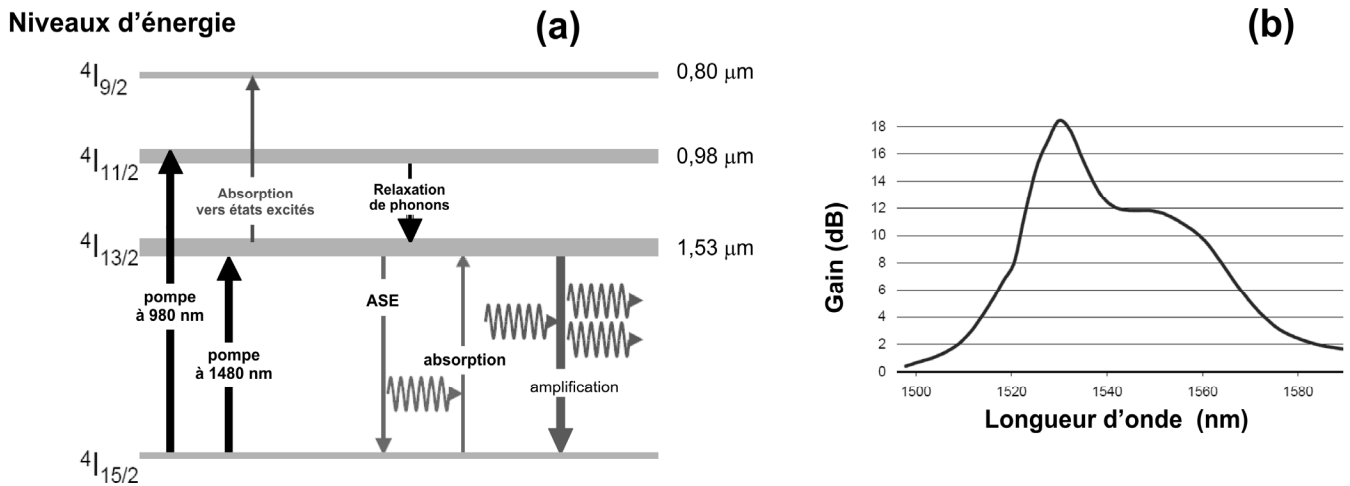 Niveaux d'énergie
(a)
4I9/2
0,80 μm
4I11/2
0,98 μm
Absorption
vers états excités
Relaxation
de phonons
4I13/2
1,53 μm
pompe
à 980 nm
pompe
à 1480 nm
ASE
absorption
amplification
4I15/2
(b)
Gain (dB)
18
16
14
12
10
8
6
4
2
0
1500
1520
1540
1560
1580
Longueur d'onde (nm)